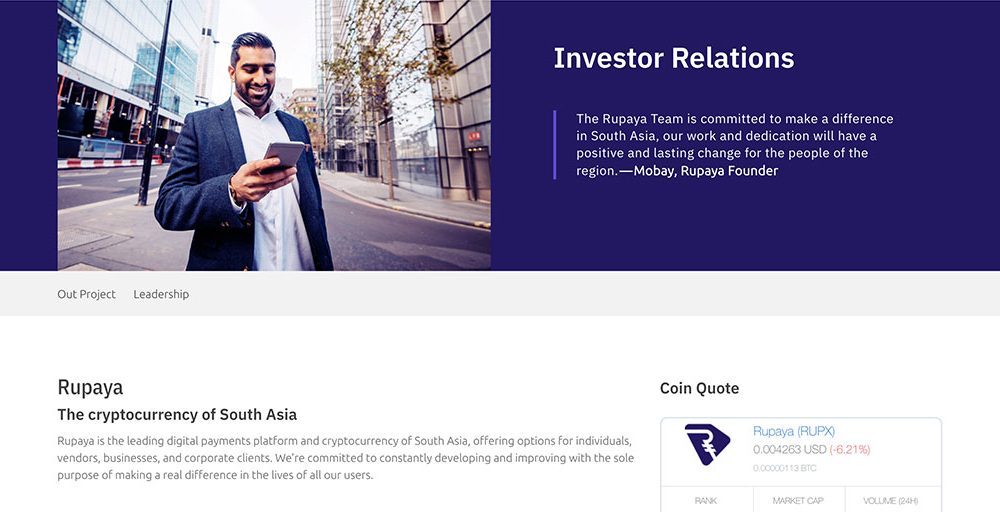 Investor Relations
The Rupaya Team is committed to make a difference
in South Asia, our work and dedication will have a
positive and lasting change for the people of the
region.—Mobay, Rupaya Founder
Out Project
Leadership
Rupaya
The cryptocurrency of South Asia
Rupaya is the leading digital payments platform and cryptocurrency of South Asia, offering options for individuals,
vendors, businesses, and corporate clients. We're committed to constantly developing and improving with the sole
purpose of making a real difference in the lives of all our users.
Coin Quote
Rupaya (RUPX)
0.004263 USD (-6.21%)
0.00000113 BTC
RANK
MARKET CAP
VOLUME (24H)